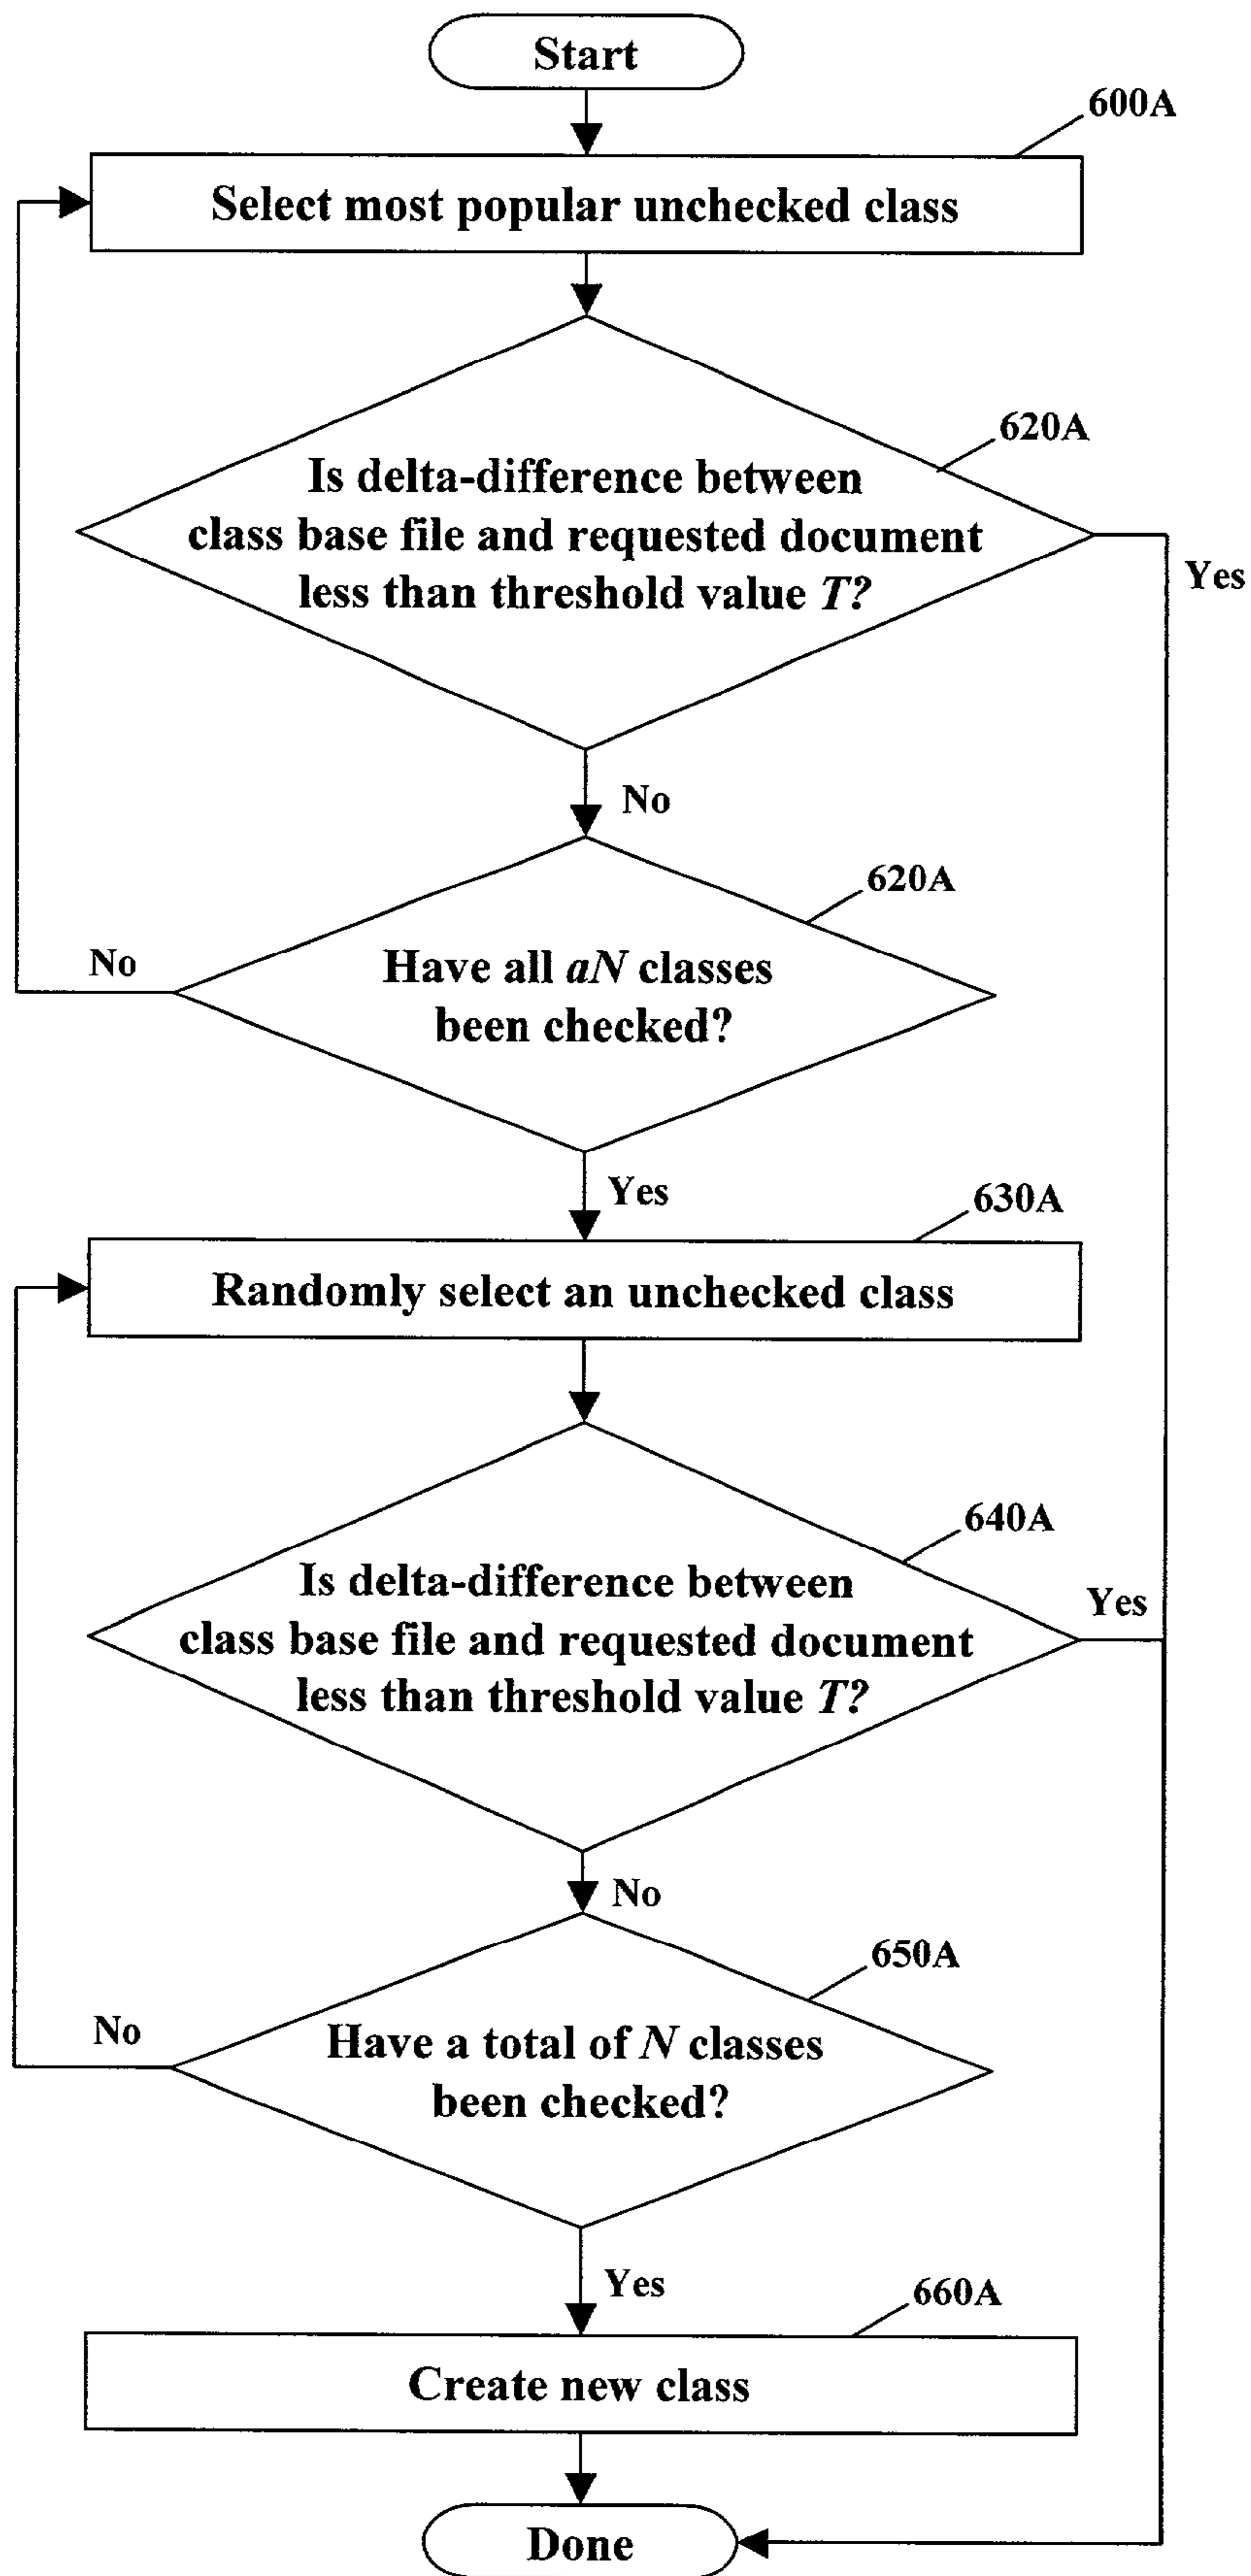 Start
600A
Select most popular unchecked class
620A
Is delta-difference between
class base file and requested document
less than threshold value T?
Yes
No
620A
Have all aN classes
been checked?
No
Yes
630A
Randomly select an unchecked class
640A
Is delta-difference between
class base file and requested document
less than threshold value T?
Yes
No
650A
Have a total of N classes
been checked?
No
Yes
660A
Create new class
Done